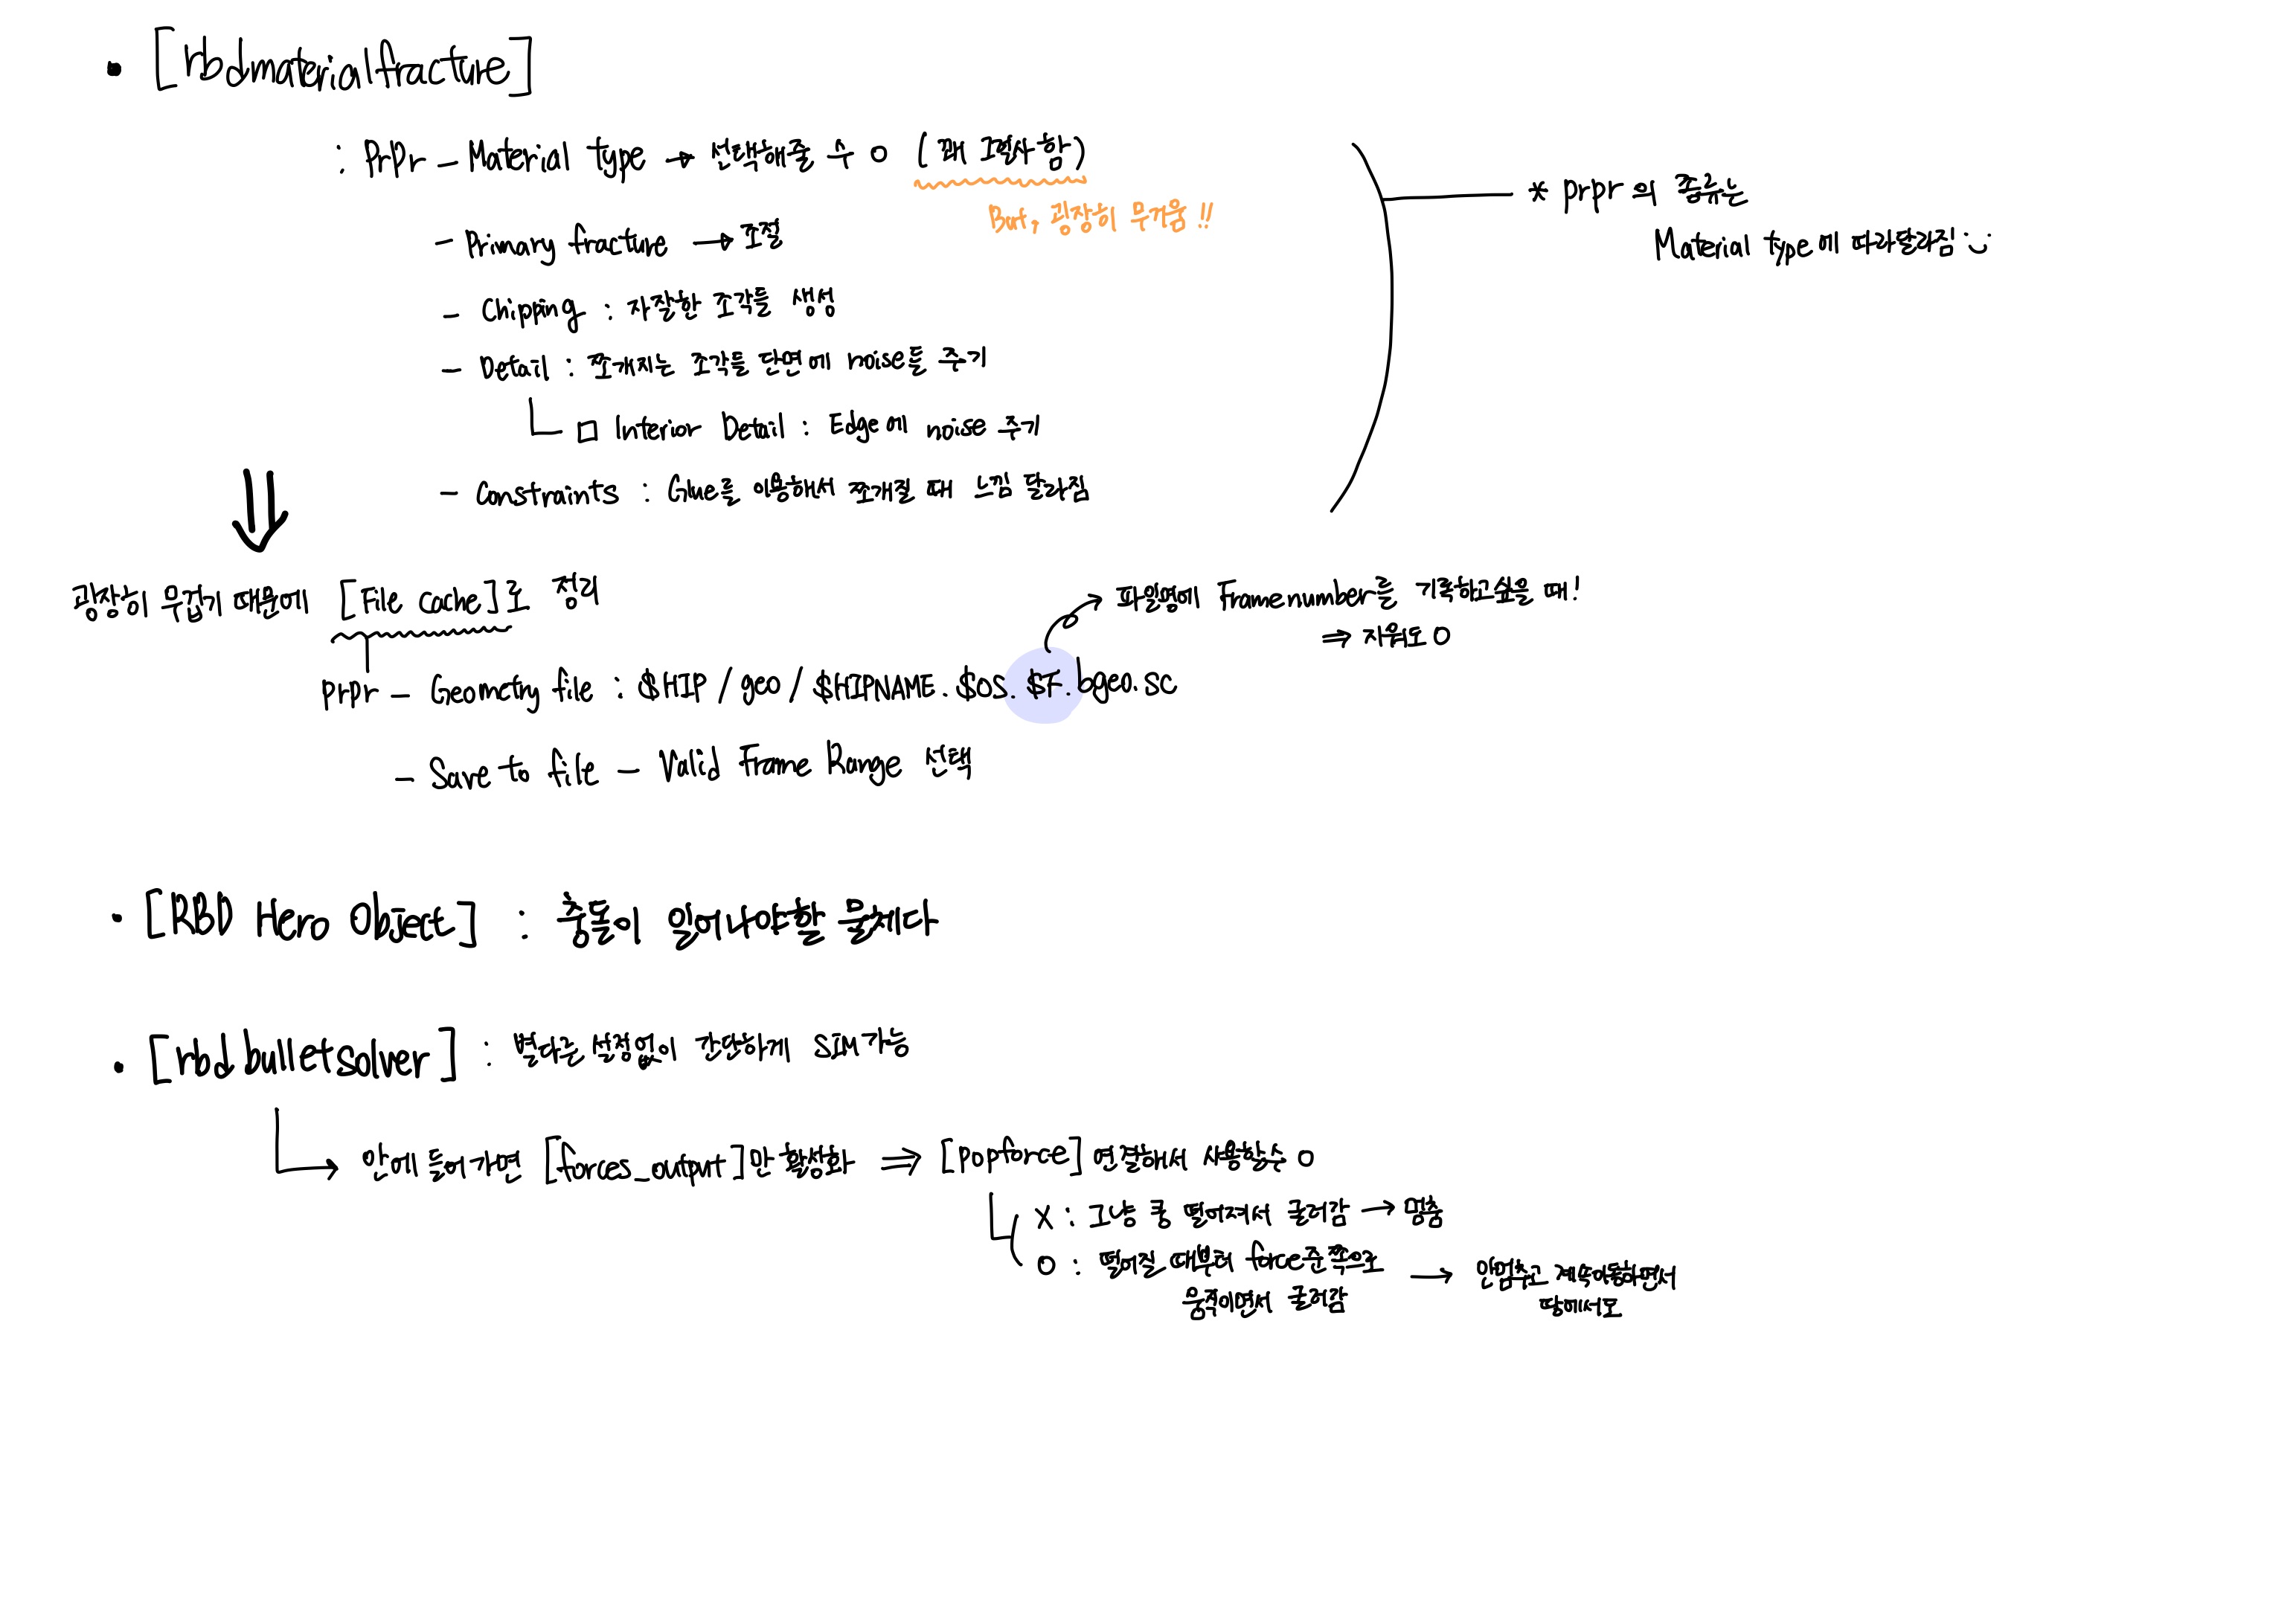 • [rbdmaterialfracture]
: PrPr – Material type → 선택해줄 수 O (꽤 그럴사함)
But, 굉장히 무거움!!
– Primary fracture → 조절
– Chipping : 자잘한 조각들 생성
– Detail : 쪼개지는 조각들 단면에 noise를 주기
□ Interior Detail : Edge에 noise 주기
– Constraints : Glue를 이용해서 쪼개질 때 느낌 달라짐
* prpr의 종류는
Material type에 따라달라짐
⇓
굉장히 무겁기 때문에 [File cache]로 정리
→ 파일명에 Frame number를 기록하고싶을 때!
⇒ 지워도 O
prpr – Geometry file : $HIP/geo/$HIPNAME.$OS.$F.bgeo.sc
– Save to file – Valid Frame Range 선택
• [RBD Hero Object] : 충돌이 일어나야할 물체다
• [rbdbulletsolver] : 별다른 설정없이 간단하게 SIM가능
→ 안에 들어가면 [forces_output]만 활성화 ⇒ [popforce] 연결해서 사용할수 O
X : 그냥 쿵 떨어져서 굴러감 → 멈춤
O : 떨어질 때부터 force준쪽으로
움직이면서 굴러감
→ 안멈추고 계속이동하면서
땅에서도